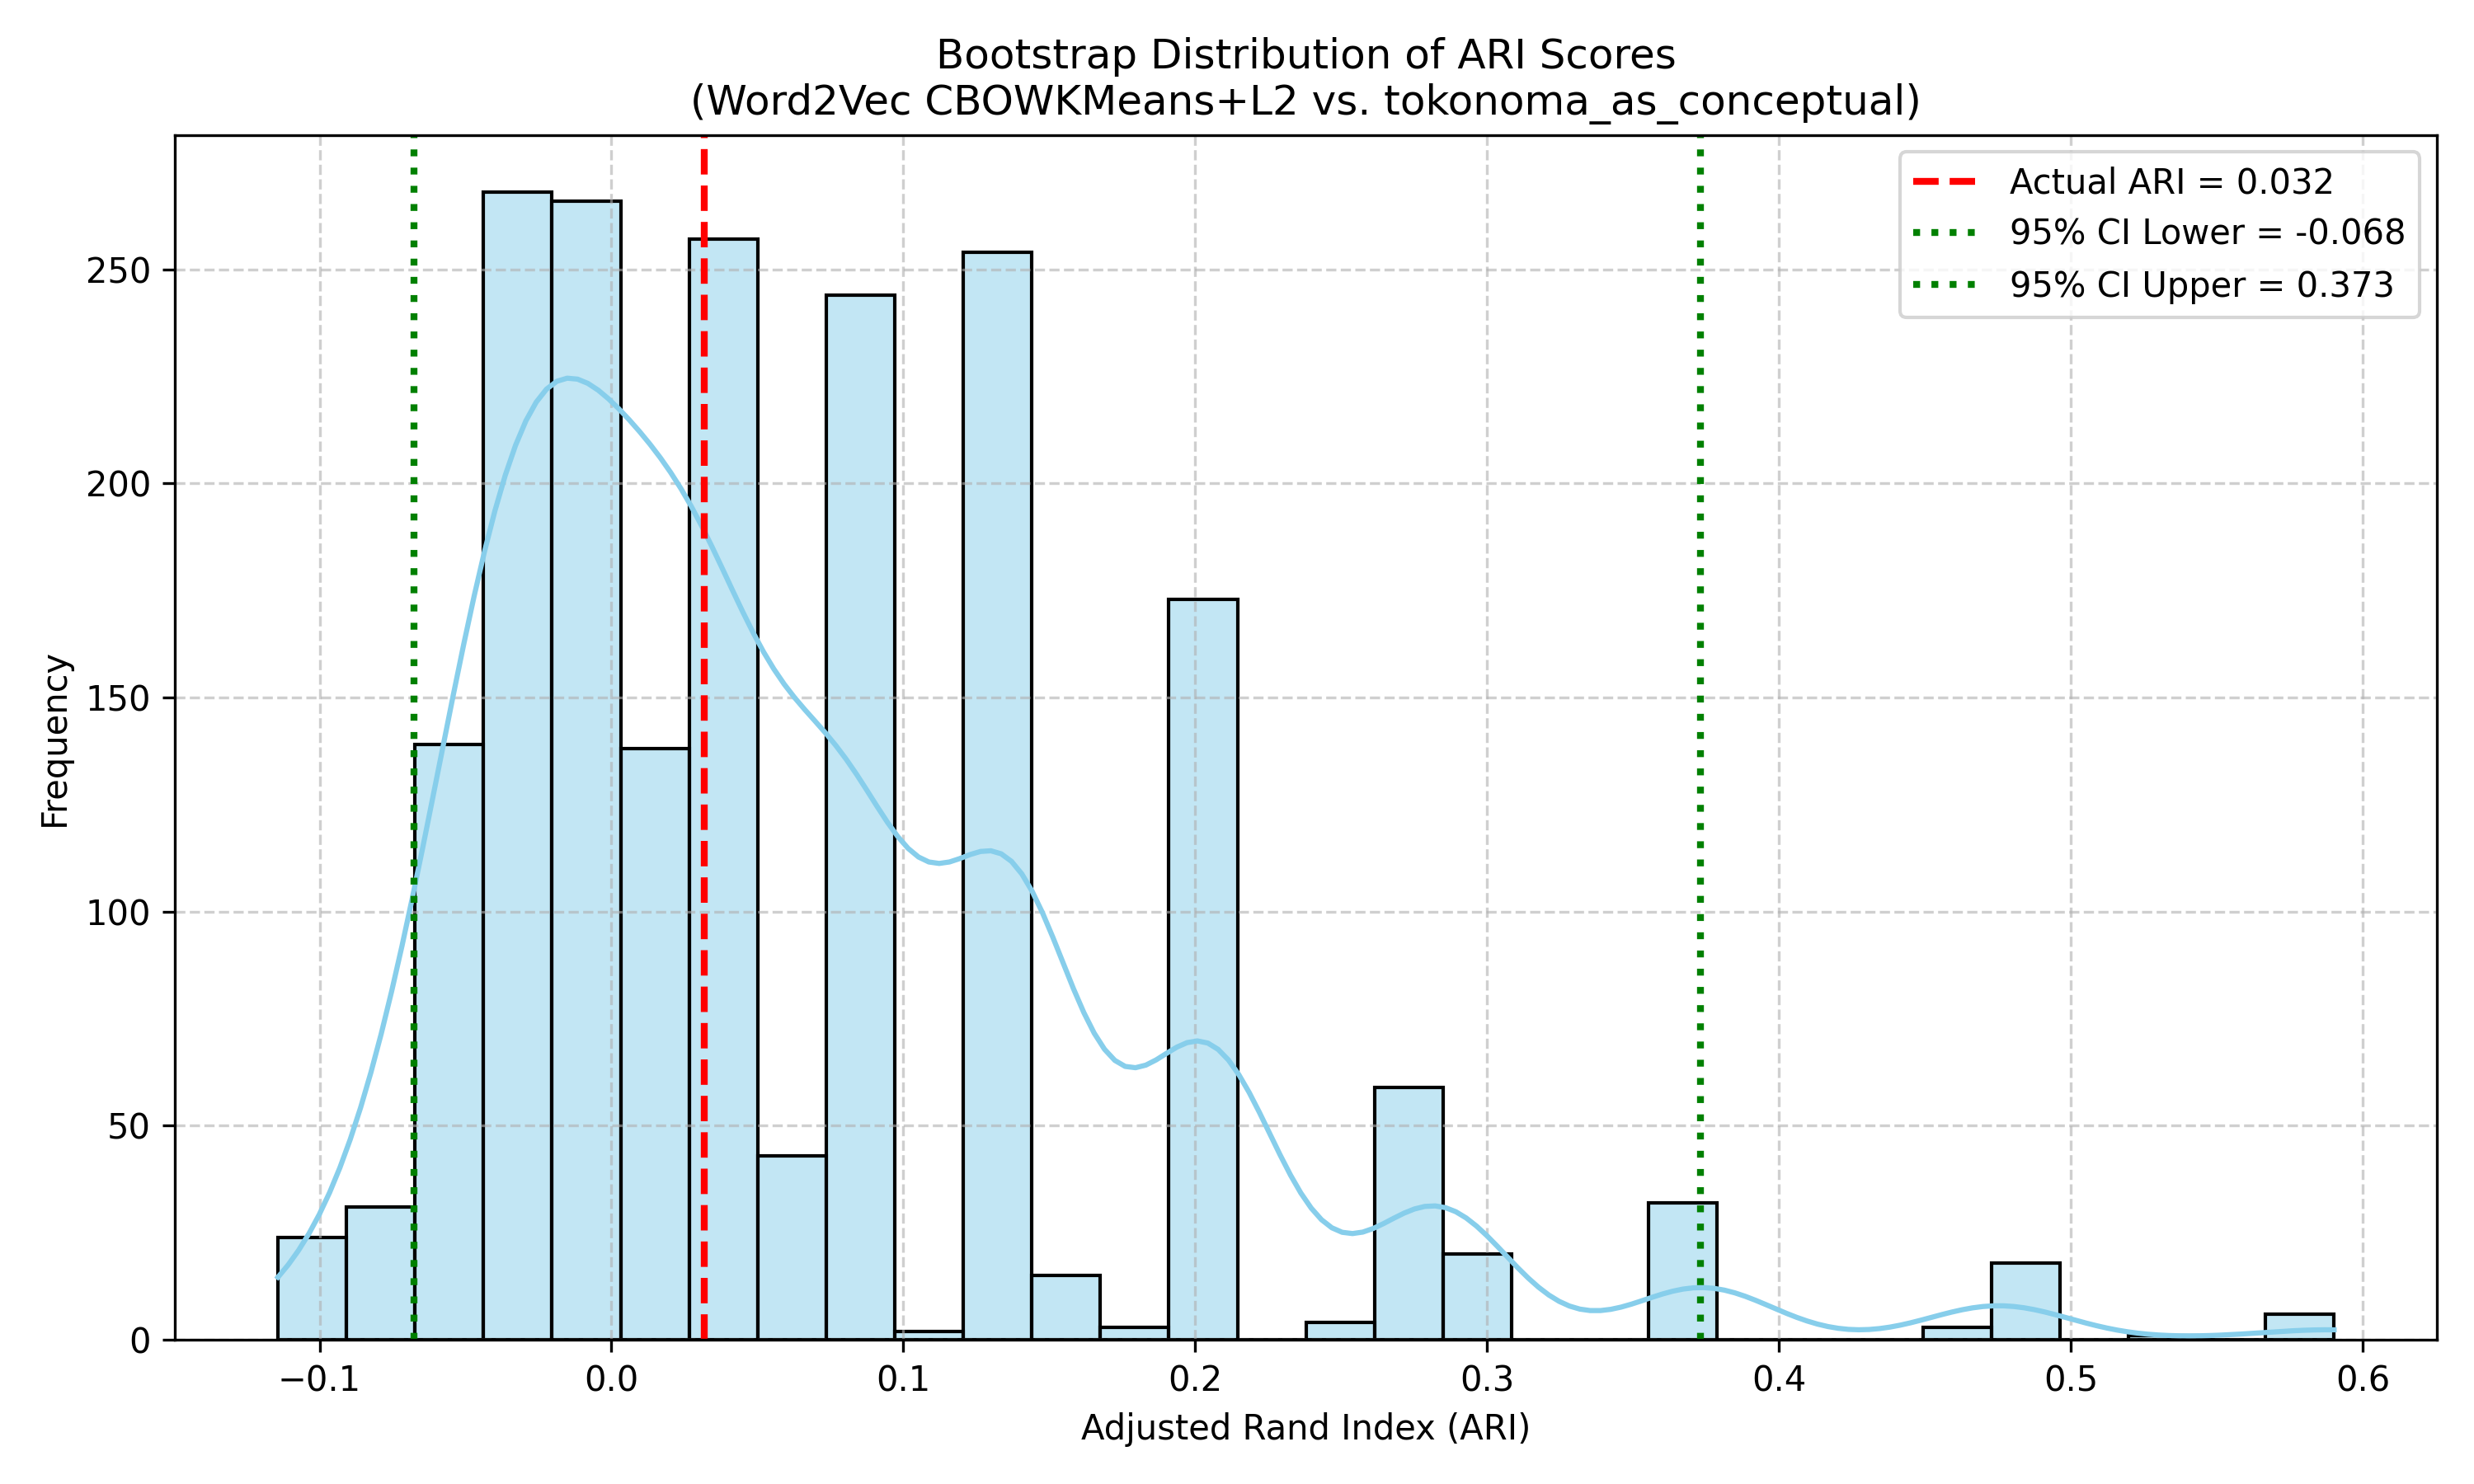 Bootstrap Distribution of ARI Scores
(Word2Vec CBOWKMeans+L2 vs. tokonoma_as_conceptual)
Actual ARI = 0.032
95% CI Lower = -0.068
95% CI Upper = 0.373
Frequency
250
200
150
100
50
0
−0.1 0.0 0.1 0.2 0.3 0.4 0.5 0.6
Adjusted Rand Index (ARI)